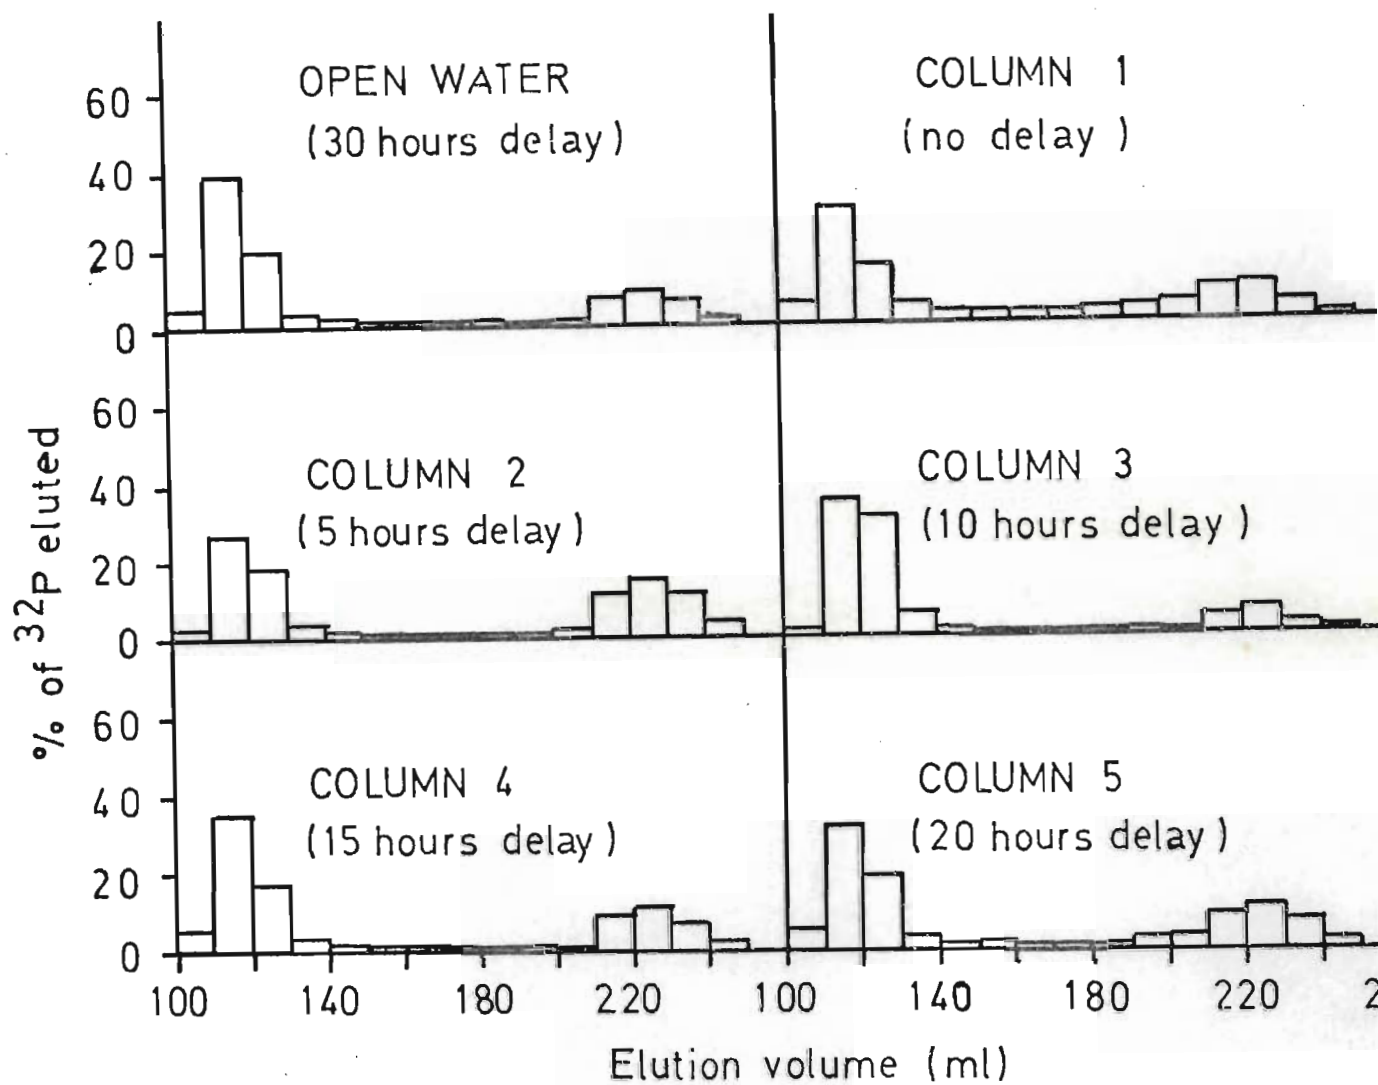 OPEN WATER
(30 hours delay)
COLUMN 1
(no delay)
60
40
20
0
COLUMN 2
(5 hours delay)
COLUMN 3
(10 hours delay)
60
40
20
0
COLUMN 4
(15 hours delay)
COLUMN 5
(20 hours delay)
60
40
20
0
% of 32P eluted
100 140 180 220 100 140 180 220 2
Elution volume (ml)